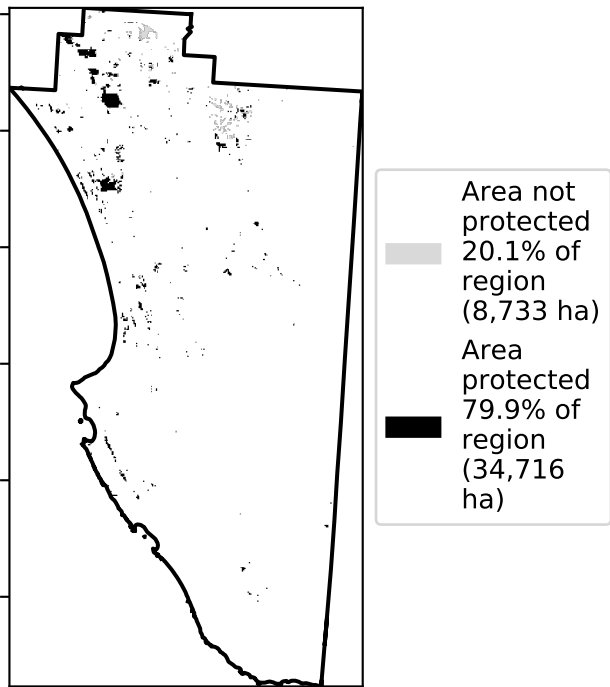 Area not
protected
20.1% of
region
(8,733 ha)
Area
protected
79.9% of
region
(34,716
ha)